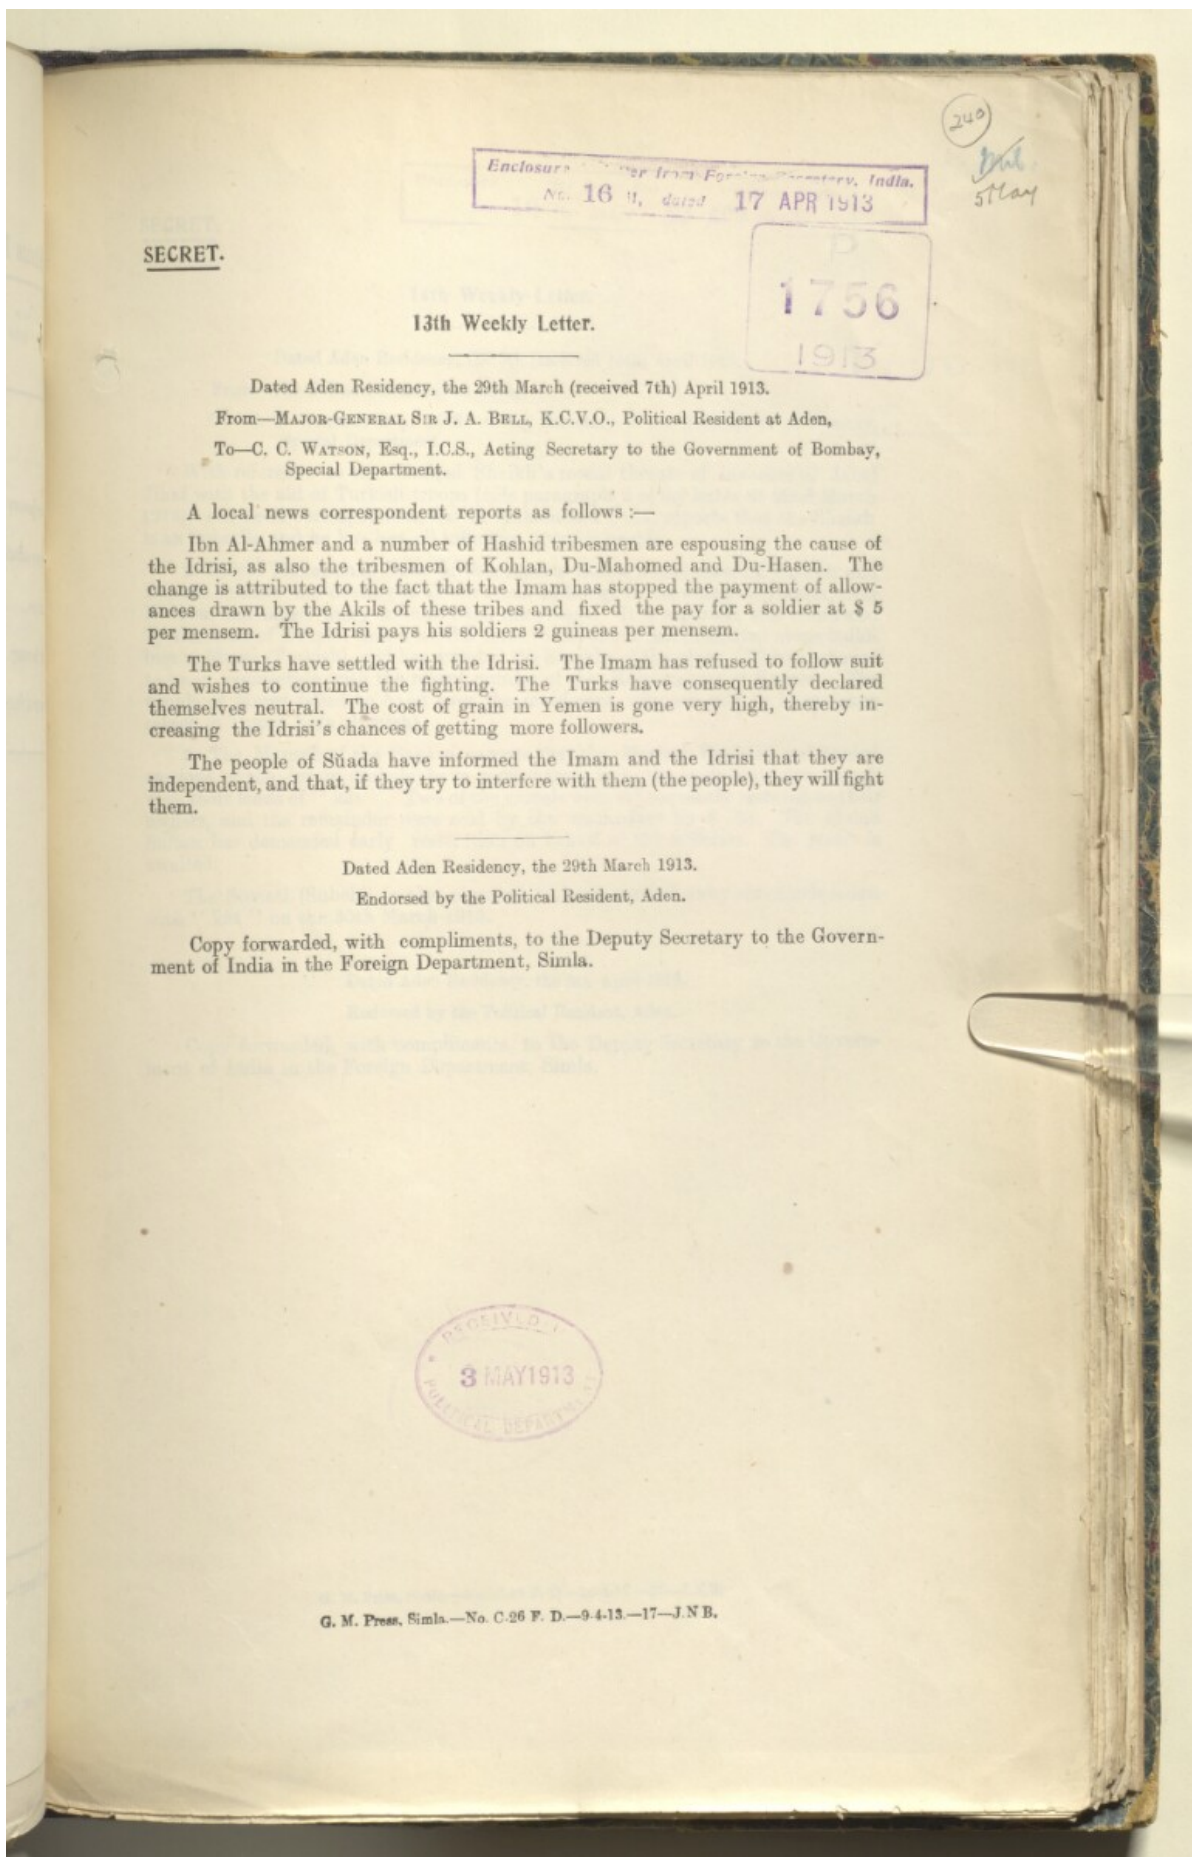 240
5 May
Enclosure from Foreign Secretary, India.
No. 16 M, dated 17 APR 1913
P
1756
1913
SECRET.
13th Weekly Letter.
Dated Aden Residency, the 29th March (received 7th) April 1913.
From—MAJOR-GENERAL SIR J. A. BELL, K.C.V.O., Political Resident at Aden,
To—C. C. WATSON, Esq., I.C.S., Acting Secretary to the Government of Bombay,
Special Department.
A local news correspondent reports as follows :—
Ibn Al-Ahmer and a number of Hashid tribesmen are espousing the cause of
the Idrisi, as also the tribesmen of Kohlan, Du-Mahomed and Du-Hasen. The
change is attributed to the fact that the Imam has stopped the payment of allow-
ances drawn by the Akils of these tribes and fixed the pay for a soldier at $ 5
per mensem. The Idrisi pays his soldiers 2 guineas per mensem.
The Turks have settled with the Idrisi. The Imam has refused to follow suit
and wishes to continue the fighting. The Turks have consequently declared
themselves neutral. The cost of grain in Yemen is gone very high, thereby in-
creasing the Idrisi's chances of getting more followers.
The people of Sŭada have informed the Imam and the Idrisi that they are
independent, and that, if they try to interfere with them (the people), they will fight
them.
Dated Aden Residency, the 29th March 1913.
Endorsed by the Political Resident, Aden.
Copy forwarded, with compliments, to the Deputy Secretary to the Govern-
ment of India in the Foreign Department, Simla.
RECEIVED
3 MAY 1913
POLITICAL DEPARTMENT
G. M. Press, Simla.—No. C-26 F. D.—9-4-13.—17—J.N B.